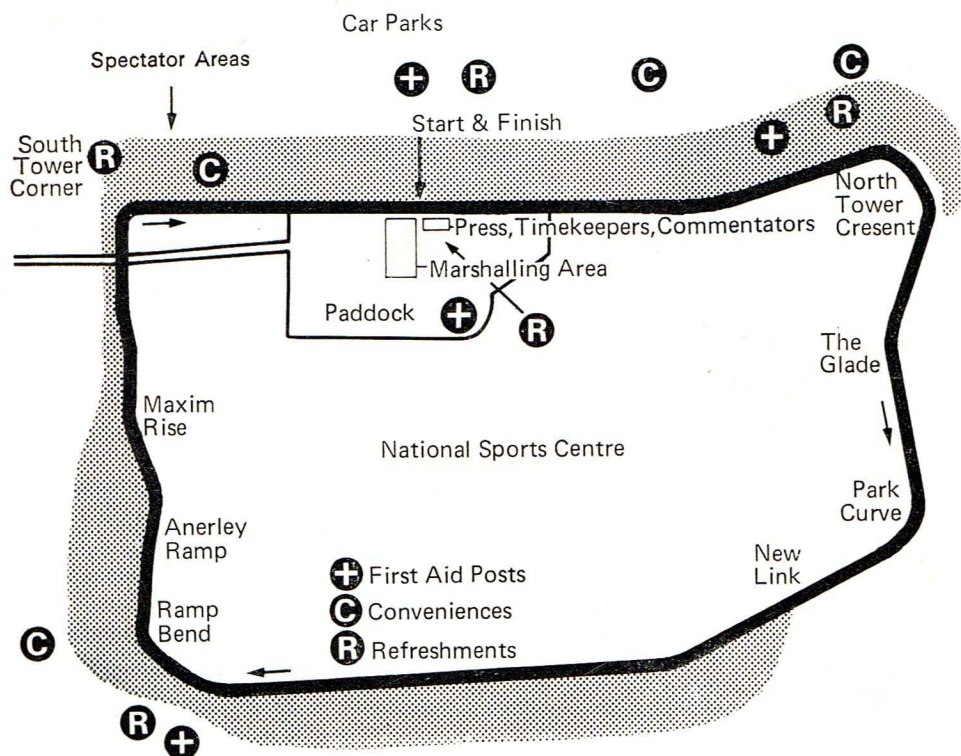 Car Parks
Spectator Areas
+
R
C
C
R
+
Start & Finish
South
Tower
Corner
R
C
North
Tower
Cresent
Press, Timekeepers, Commentators
Marshalling Area
Paddock
+
R
The
Glade
Maxim
Rise
National Sports Centre
Park
Curve
Anerley
Ramp
New
Link
+ First Aid Posts
C Conveniences
R Refreshments
Ramp
Bend
C
R
+